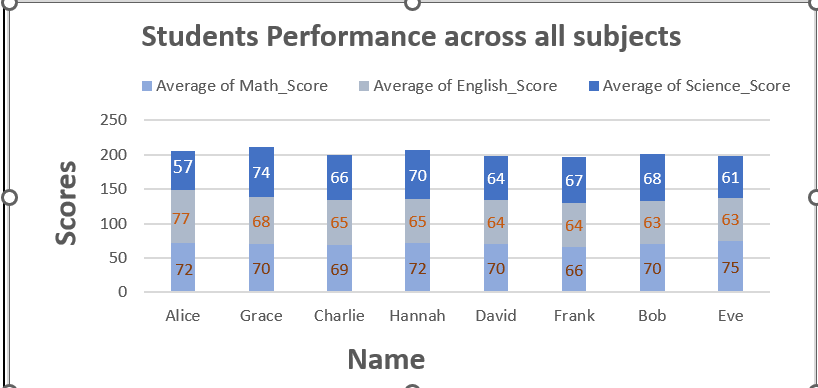 Students Performance across all subjects
Average of Math_Score Average of English_Score Average of Science_Score
250
200
150
100
50
0
Scores
57 74 66 70 64 67 68 61
77 68 65 65 64 64 63 63
72 70 69 72 70 66 70 75
Alice Grace Charlie Hannah David Frank Bob Eve
Name